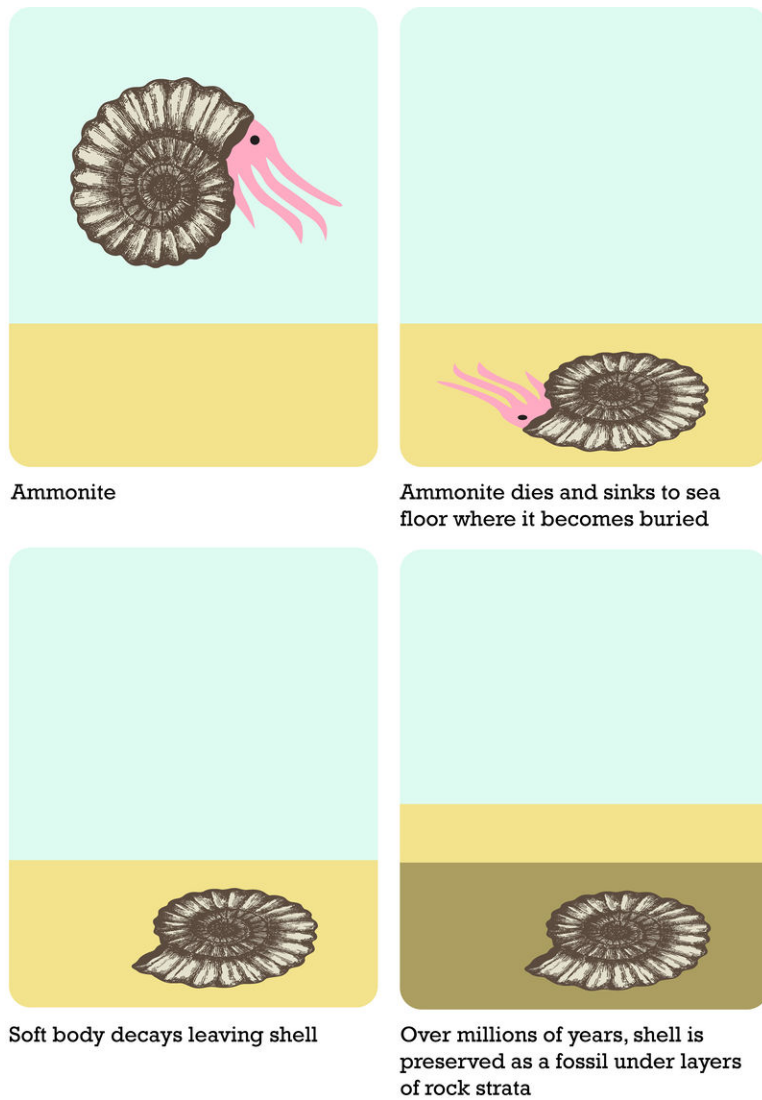 Ammonite
Ammonite dies and sinks to sea
floor where it becomes buried
Soft body decays leaving shell
Over millions of years, shell is
preserved as a fossil under layers
of rock strata